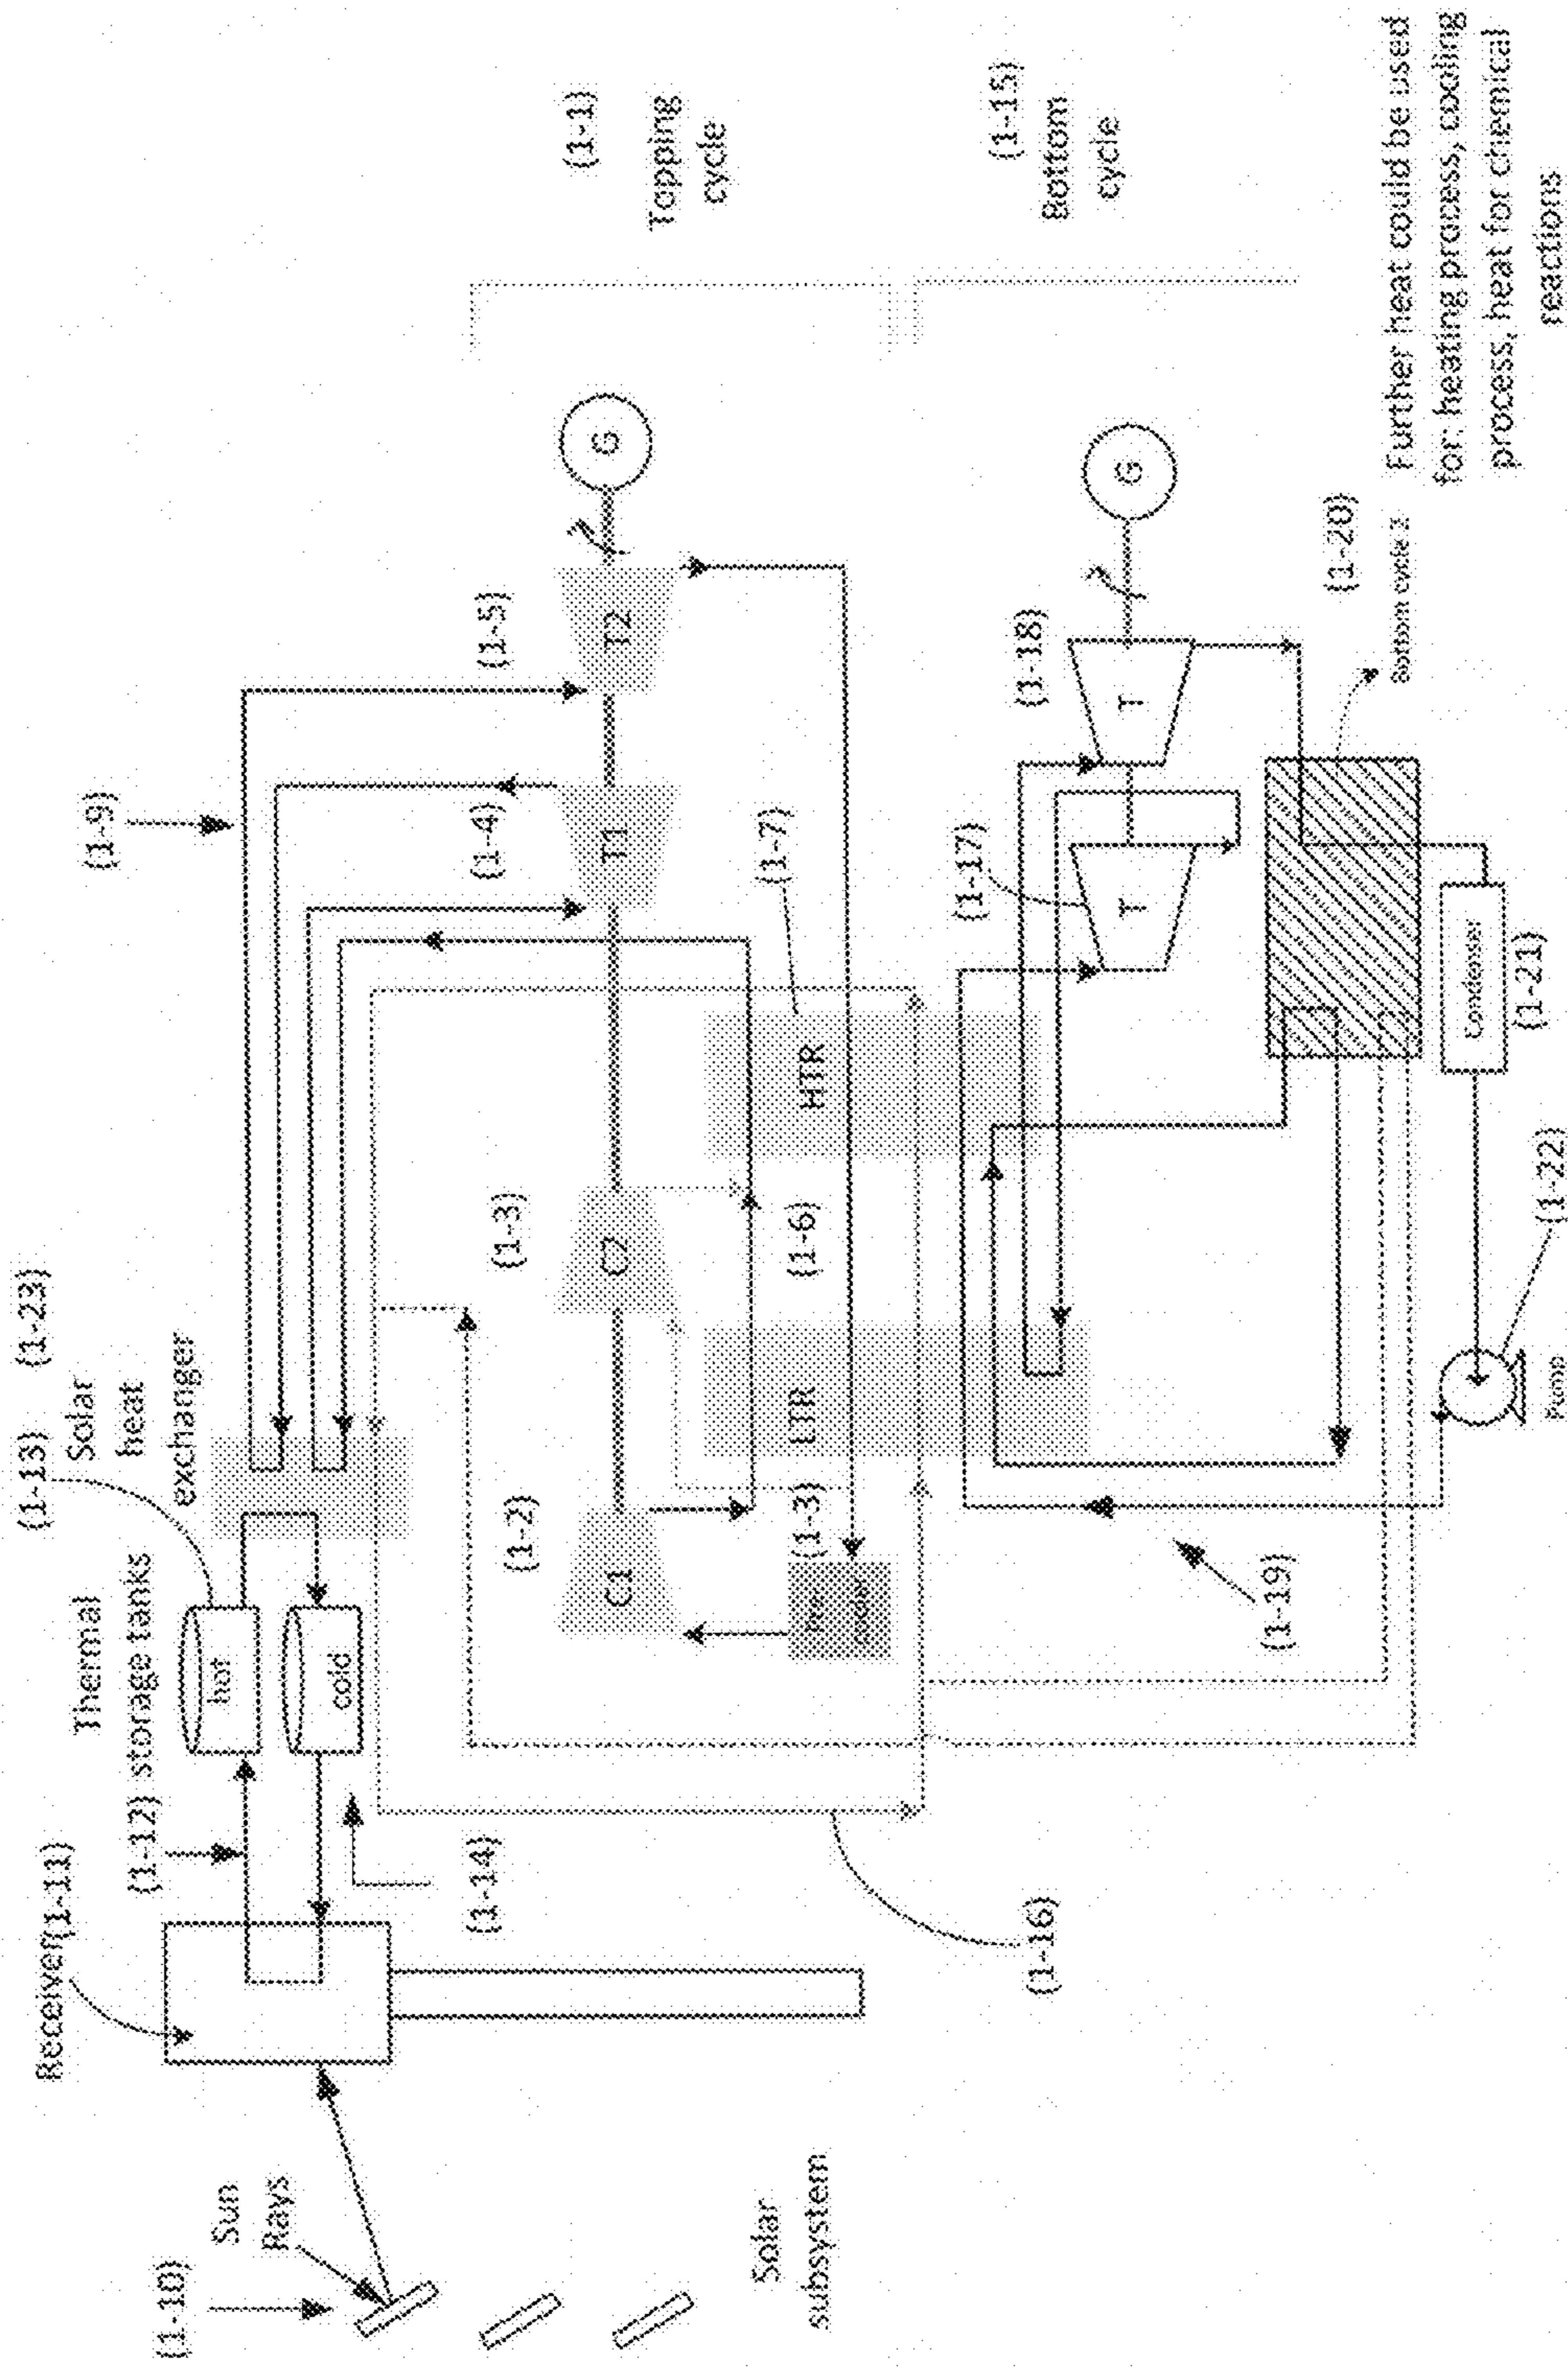 (1-10)
Sun
Rays
Solar
subsystem
Receiver(1-11)
(1-12)
Thermal
storage tanks
hot
cold
(1-14)
(1-16)
(1-13)
(1-23)
Solar
heat
exchanger
(1-9)
(1-2)
C1
(1-3)
C2
(1-4)
T1
(1-5)
T2
G
(1-3)
cooler
LTR
(1-6)
HTR
(1-7)
(1-1)
Topping
cycle
(1-15)
Bottom
cycle
(1-17)
T
(1-18)
T
G
(1-19)
(1-20)
Bottom cycle 2
Condenser
(1-21)
(1-22)
Pump
Further heat could be used
for: heating process, cooling
process, heat for chemical
reactions